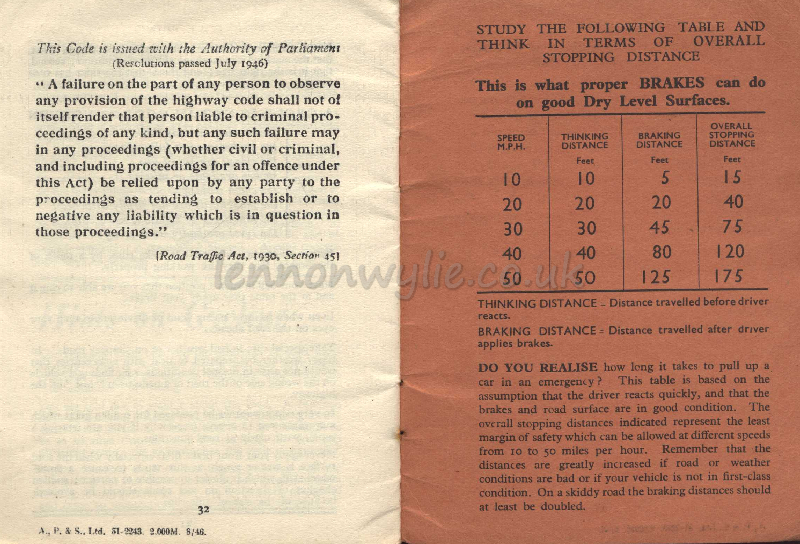 This Code is issued with the Authority of Parliament
(Resolutions passed July 1946)
“ A failure on the part of any person to observe
any provision of the highway code shall not of
itself render that person liable to criminal pro-
ceedings of any kind, but any such failure may
in any proceedings (whether civil or criminal,
and including proceedings for an offence under
this Act) be relied upon by any party to the
proceedings as tending to establish or to
negative any liability which is in question in
those proceedings.”
[Road Traffic Act, 1930, Section 45]
32
A., P. & S., Ltd. 51-2243. 2,000M. 8/46.
STUDY THE FOLLOWING TABLE AND
THINK IN TERMS OF OVERALL
STOPPING DISTANCE
This is what proper BRAKES can do
on good Dry Level Surfaces.
SPEED M.P.H. THINKING DISTANCE BRAKING DISTANCE OVERALL STOPPING DISTANCE
Feet Feet Feet
10 10 5 15
20 20 20 40
30 30 45 75
40 40 80 120
50 50 125 175
THINKING DISTANCE = Distance travelled before driver
reacts.
BRAKING DISTANCE = Distance travelled after driver
applies brakes.
DO YOU REALISE how long it takes to pull up a
car in an emergency? This table is based on the
assumption that the driver reacts quickly, and that the
brakes and road surface are in good condition. The
overall stopping distances indicated represent the least
margin of safety which can be allowed at different speeds
from 10 to 50 miles per hour. Remember that the
distances are greatly increased if road or weather
conditions are bad or if your vehicle is not in first-class
condition. On a skiddy road the braking distances should
at least be doubled.
lennonwylie.co.uk